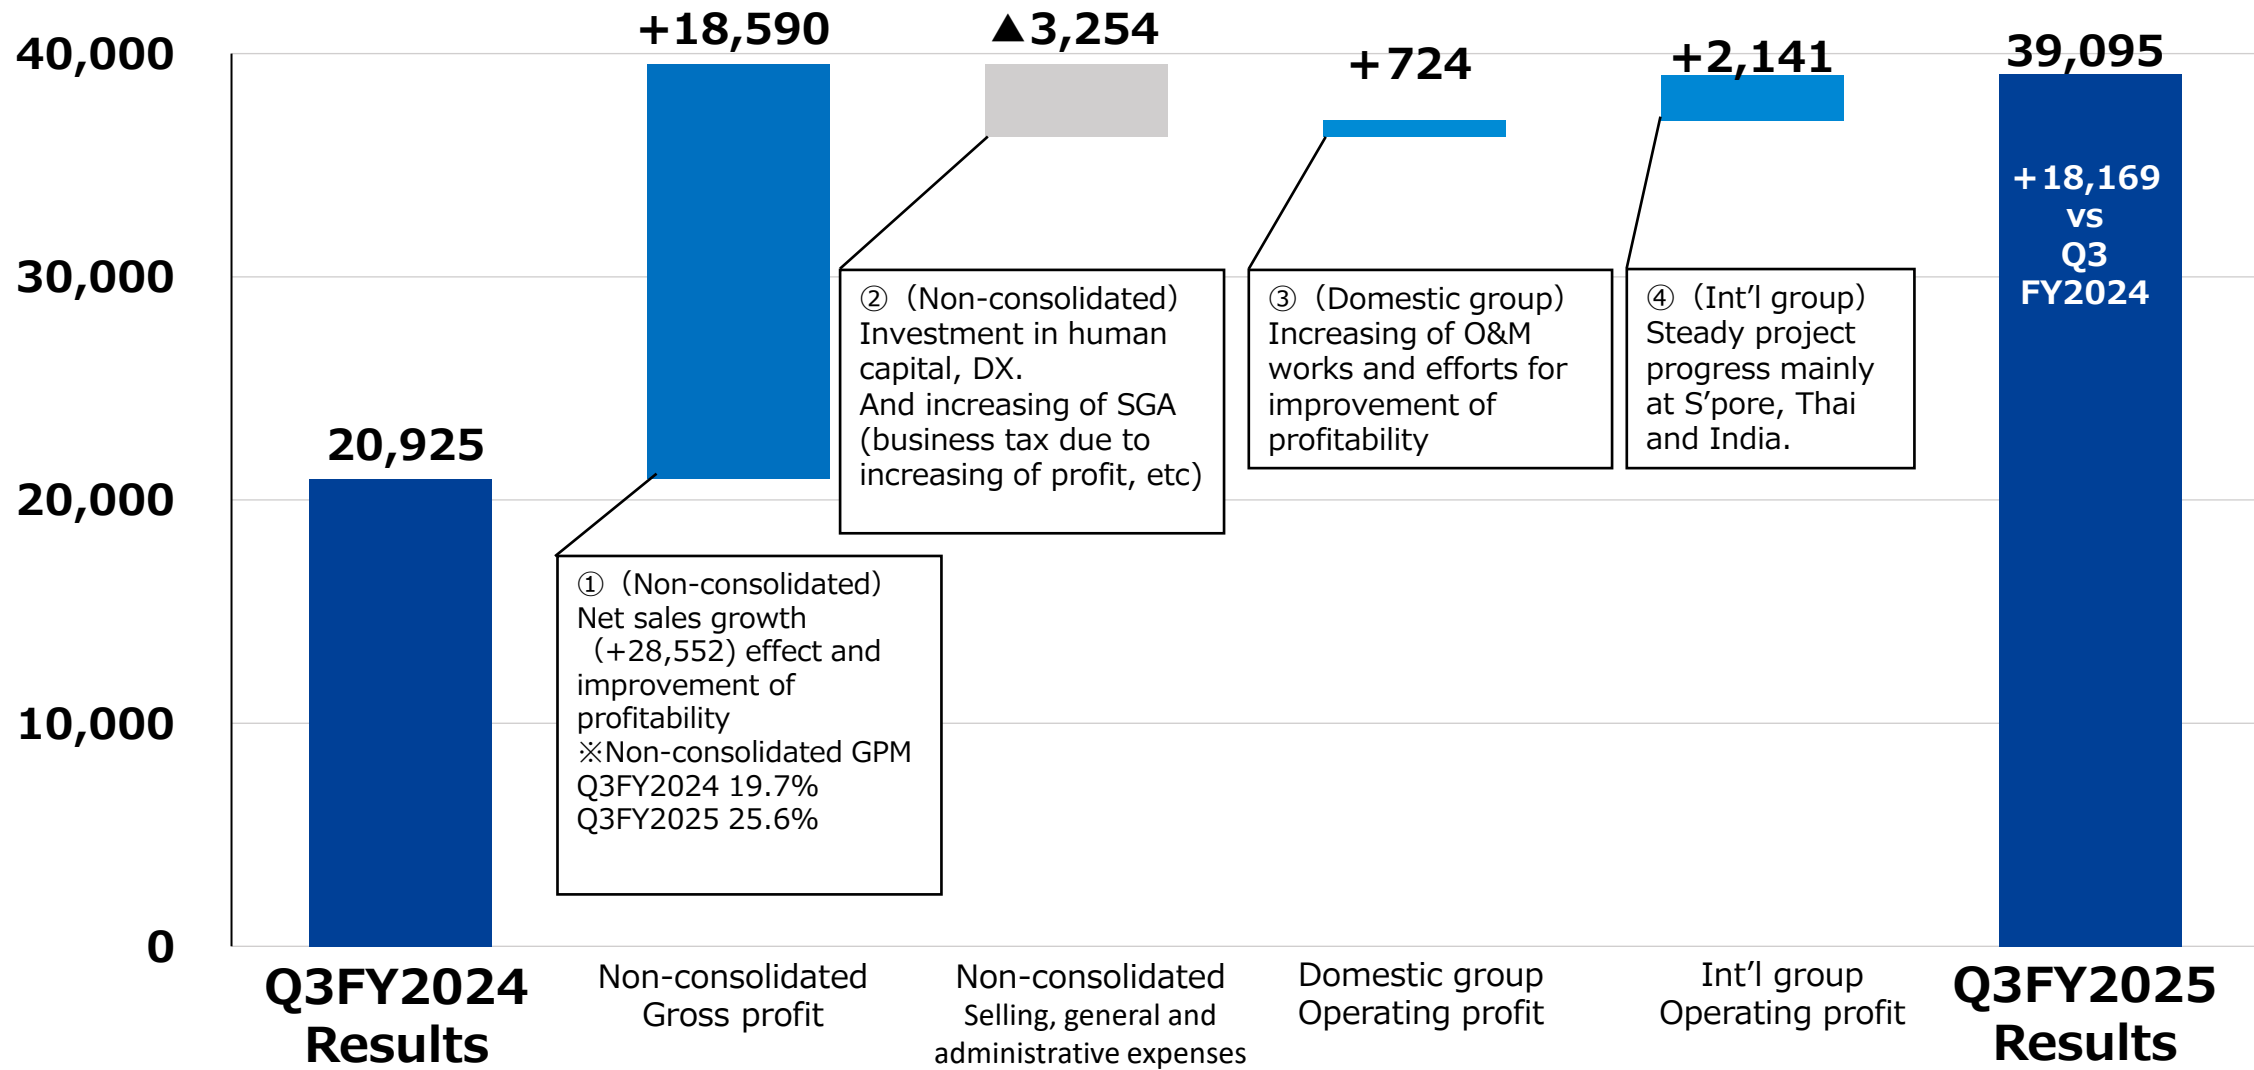 40,000
30,000
20,000
10,000
0
20,925
+18,590
▲3,254
+724
+2,141
39,095
+18,169
vs
Q3
FY2024
①（Non-consolidated）
Net sales growth
（+28,552) effect and
improvement of
profitability
※Non-consolidated GPM
Q3FY2024 19.7%
Q3FY2025 25.6%
②（Non-consolidated）
Investment in human
capital, DX.
And increasing of SGA
(business tax due to
increasing of profit, etc)
③（Domestic group）
Increasing of O&M
works and efforts for
improvement of
profitability
④（Int’l group）
Steady project
progress mainly
at S’pore, Thai
and India.
Q3FY2024
Results
Non-consolidated
Gross profit
Non-consolidated
Selling, general and
administrative expenses
Domestic group
Operating profit
Int’l group
Operating profit
Q3FY2025
Results